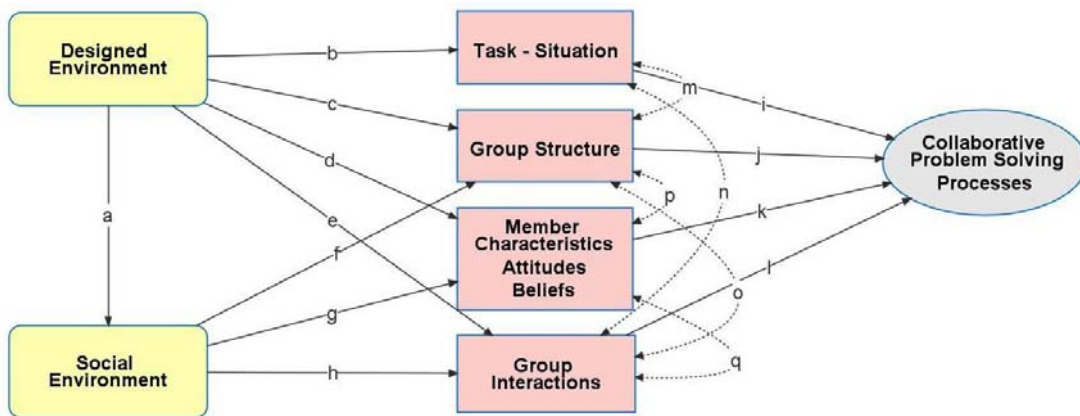 Designed
Environment
b
Task - Situation
m
i
c
Group Structure
j
Collaborative
Problem Solving
Processes
d
p
n
k
a
e
f
Member
Characteristics
Attitudes
Beliefs
l
o
g
Social
Environment
h
Group
Interactions
q